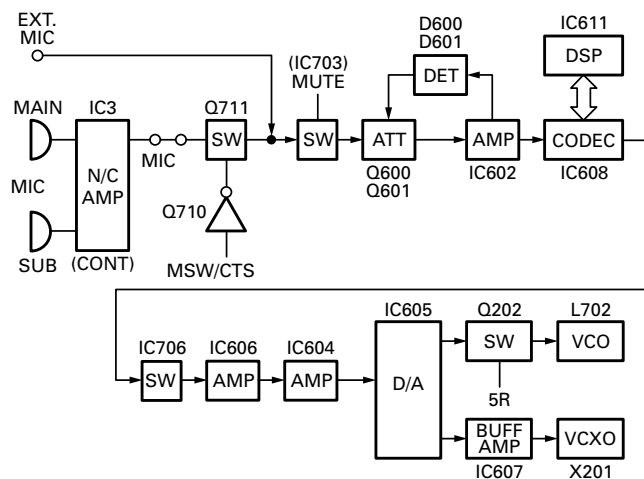 EXT.
MIC
MAIN
MIC
SUB
IC3
N/C
AMP
(CONT)
MIC
Q711
SW
Q710
MSW/CTS
(IC703)
MUTE
SW
D600
D601
DET
ATT
Q600
Q601
AMP
IC602
IC611
DSP
CODEC
IC608
IC706
SW
IC606
AMP
IC604
AMP
IC605
D/A
Q202
SW
5R
L702
VCO
BUFF
AMP
IC607
VCXO
X201